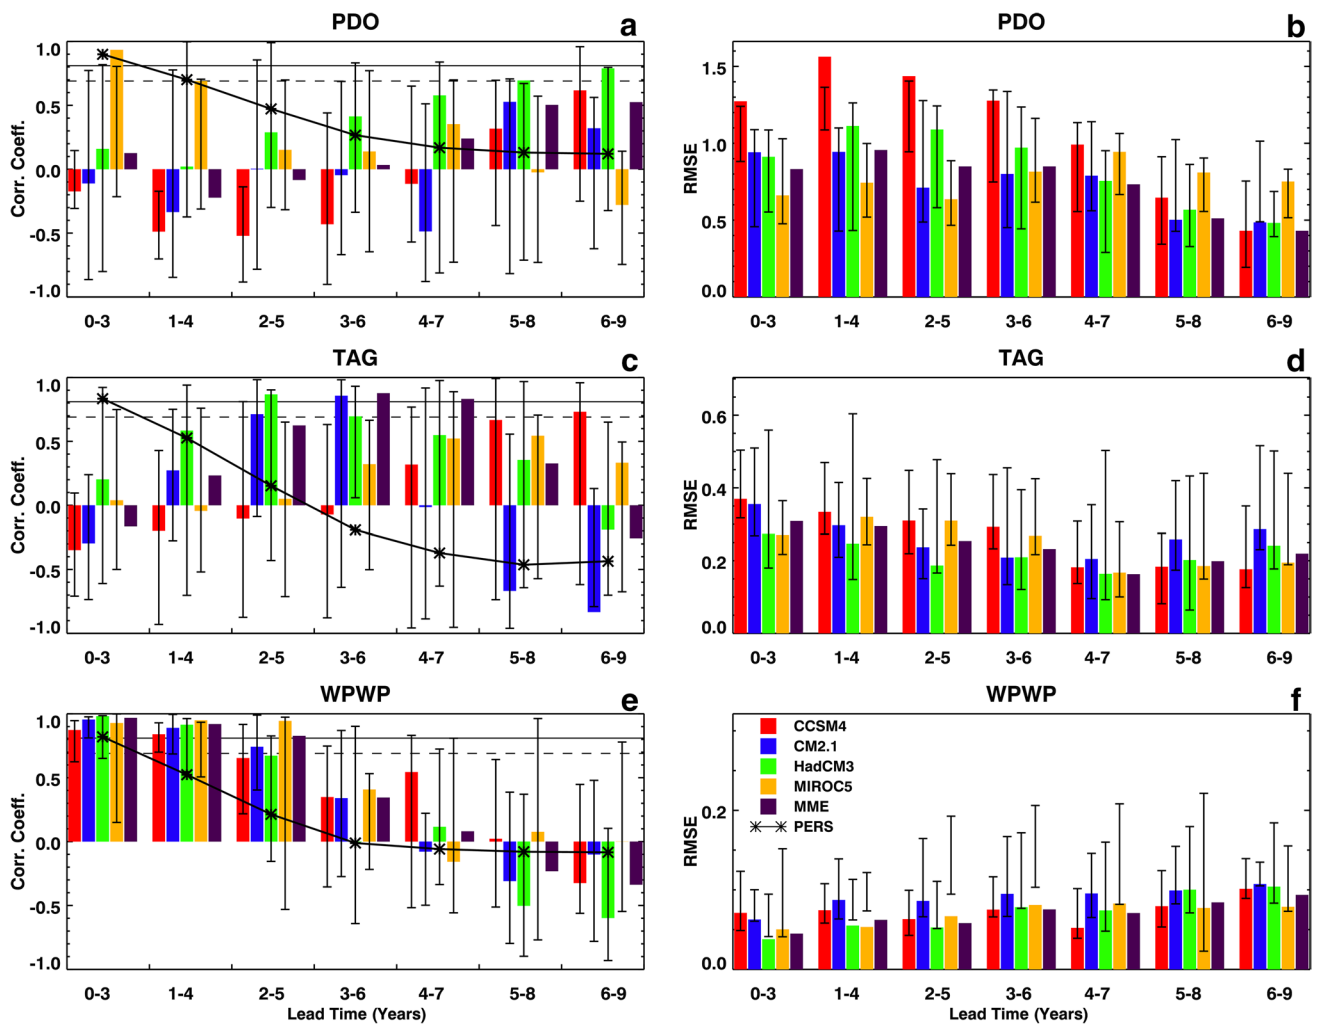 PDO a
1.0
0.5
0.0
-0.5
-1.0
Corr. Coeff.
0-3 1-4 2-5 3-6 4-7 5-8 6-9
PDO b
1.5
1.0
0.5
0.0
RMSE
0-3 1-4 2-5 3-6 4-7 5-8 6-9
TAG c
1.0
0.5
0.0
-0.5
-1.0
Corr. Coeff.
0-3 1-4 2-5 3-6 4-7 5-8 6-9
TAG d
0.6
0.4
0.2
0.0
RMSE
0-3 1-4 2-5 3-6 4-7 5-8 6-9
WPWP e
1.0
0.5
0.0
-0.5
-1.0
Corr. Coeff.
0-3 1-4 2-5 3-6 4-7 5-8 6-9
Lead Time (Years)
WPWP f
CCSM4
CM2.1
HadCM3
MIROC5
MME
PERS
0.2
0.0
RMSE
0-3 1-4 2-5 3-6 4-7 5-8 6-9
Lead Time (Years)